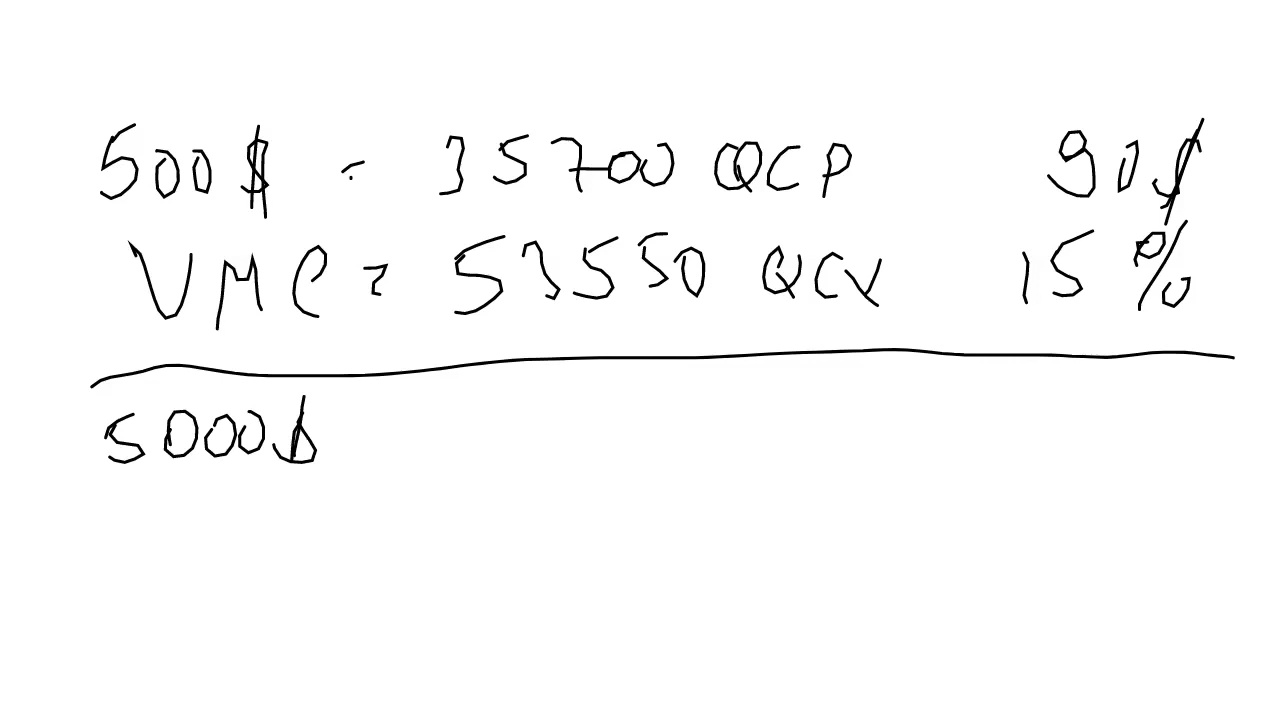 500$ = 35700 QCP 90$
VMC = 53550 QCV 15%
5000$